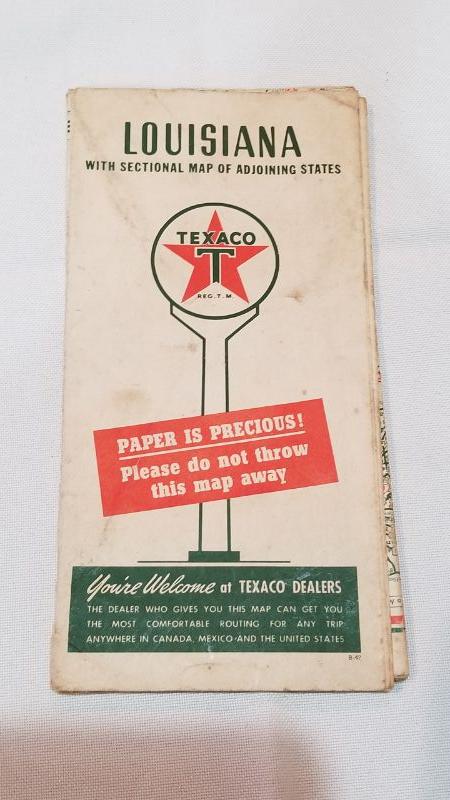 LOUISIANA
WITH SECTIONAL MAP OF ADJOINING STATES
TEXACO
T
REG. T. M.
PAPER IS PRECIOUS!
Please do not throw
this map away
You're Welcome at TEXACO DEALERS
THE DEALER WHO GIVES YOU THIS MAP CAN GET YOU
THE MOST COMFORTABLE ROUTING FOR ANY TRIP
ANYWHERE IN CANADA, MEXICO AND THE UNITED STATES